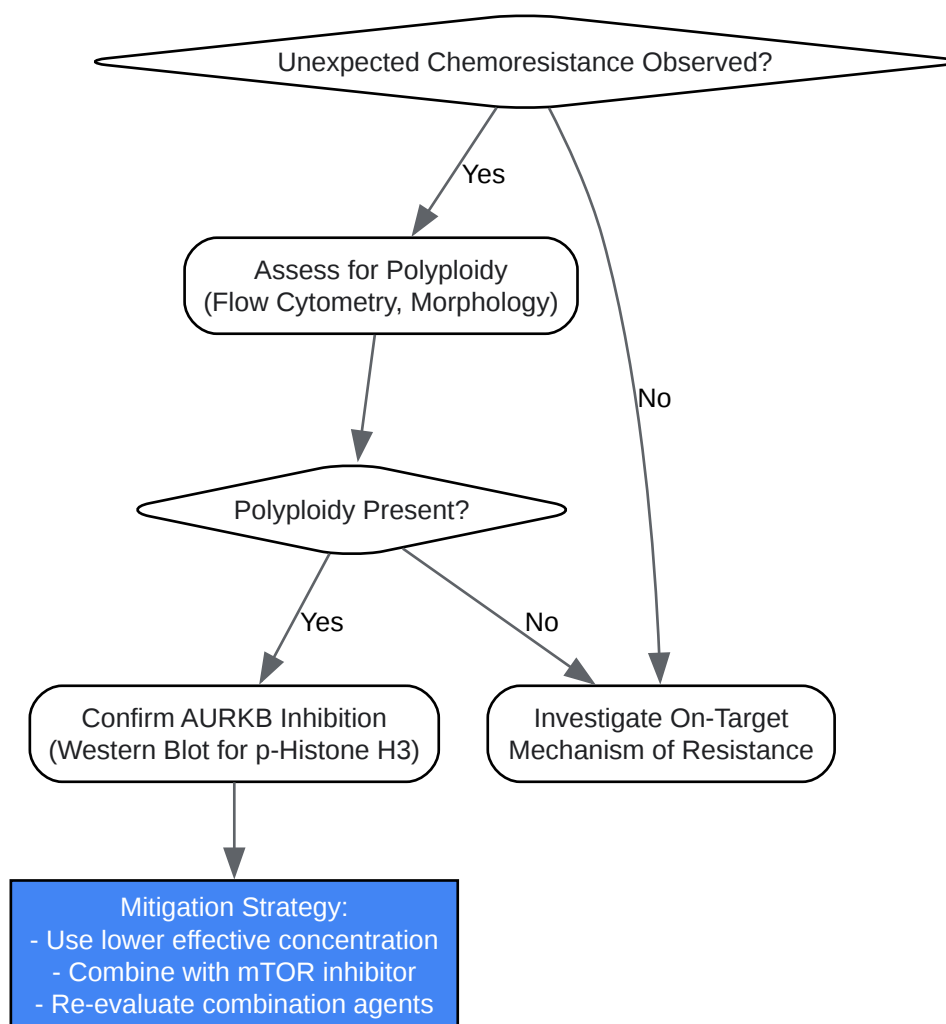 Unexpected Chemoresistance Observed?
Yes
Assess for Polyploidy
(Flow Cytometry, Morphology)
No
Polyploidy Present?
Yes
No
Confirm AURKB Inhibition
(Western Blot for p-Histone H3)
Investigate On-Target
Mechanism of Resistance
Mitigation Strategy:
- Use lower effective concentration
- Combine with mTOR inhibitor
- Re-evaluate combination agents